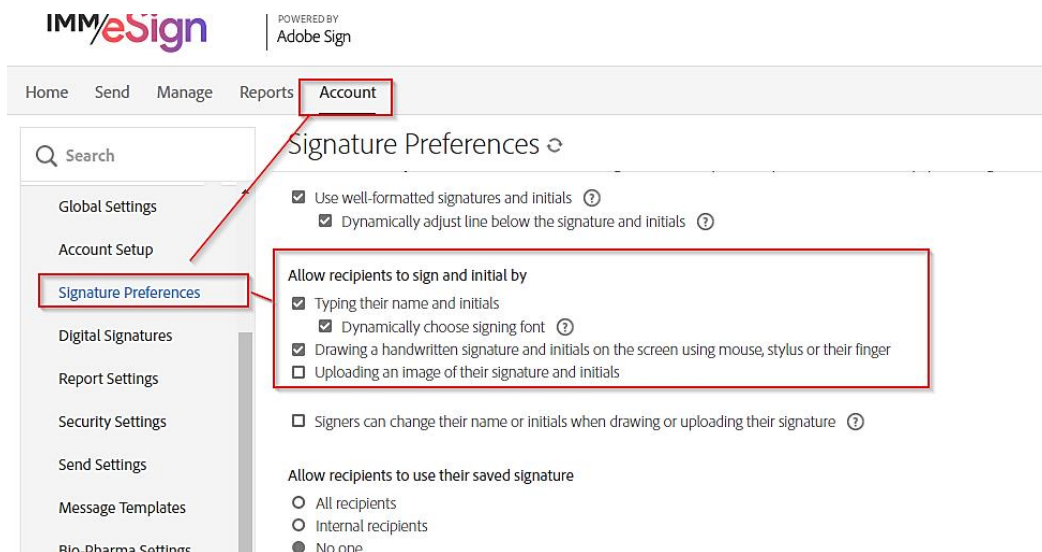 IMM/eSign
POWERED BY
Adobe Sign
Home Send Manage Reports Account
Search
Global Settings
Account Setup
Signature Preferences
Digital Signatures
Report Settings
Security Settings
Send Settings
Message Templates
Bio-Pharma Settings
Signature Preferences
Use well-formatted signatures and initials
Dynamically adjust line below the signature and initials
Allow recipients to sign and initial by
Typing their name and initials
Dynamically choose signing font
Drawing a handwritten signature and initials on the screen using mouse, stylus or their finger
Uploading an image of their signature and initials
Signers can change their name or initials when drawing or uploading their signature
Allow recipients to use their saved signature
All recipients
Internal recipients
No one